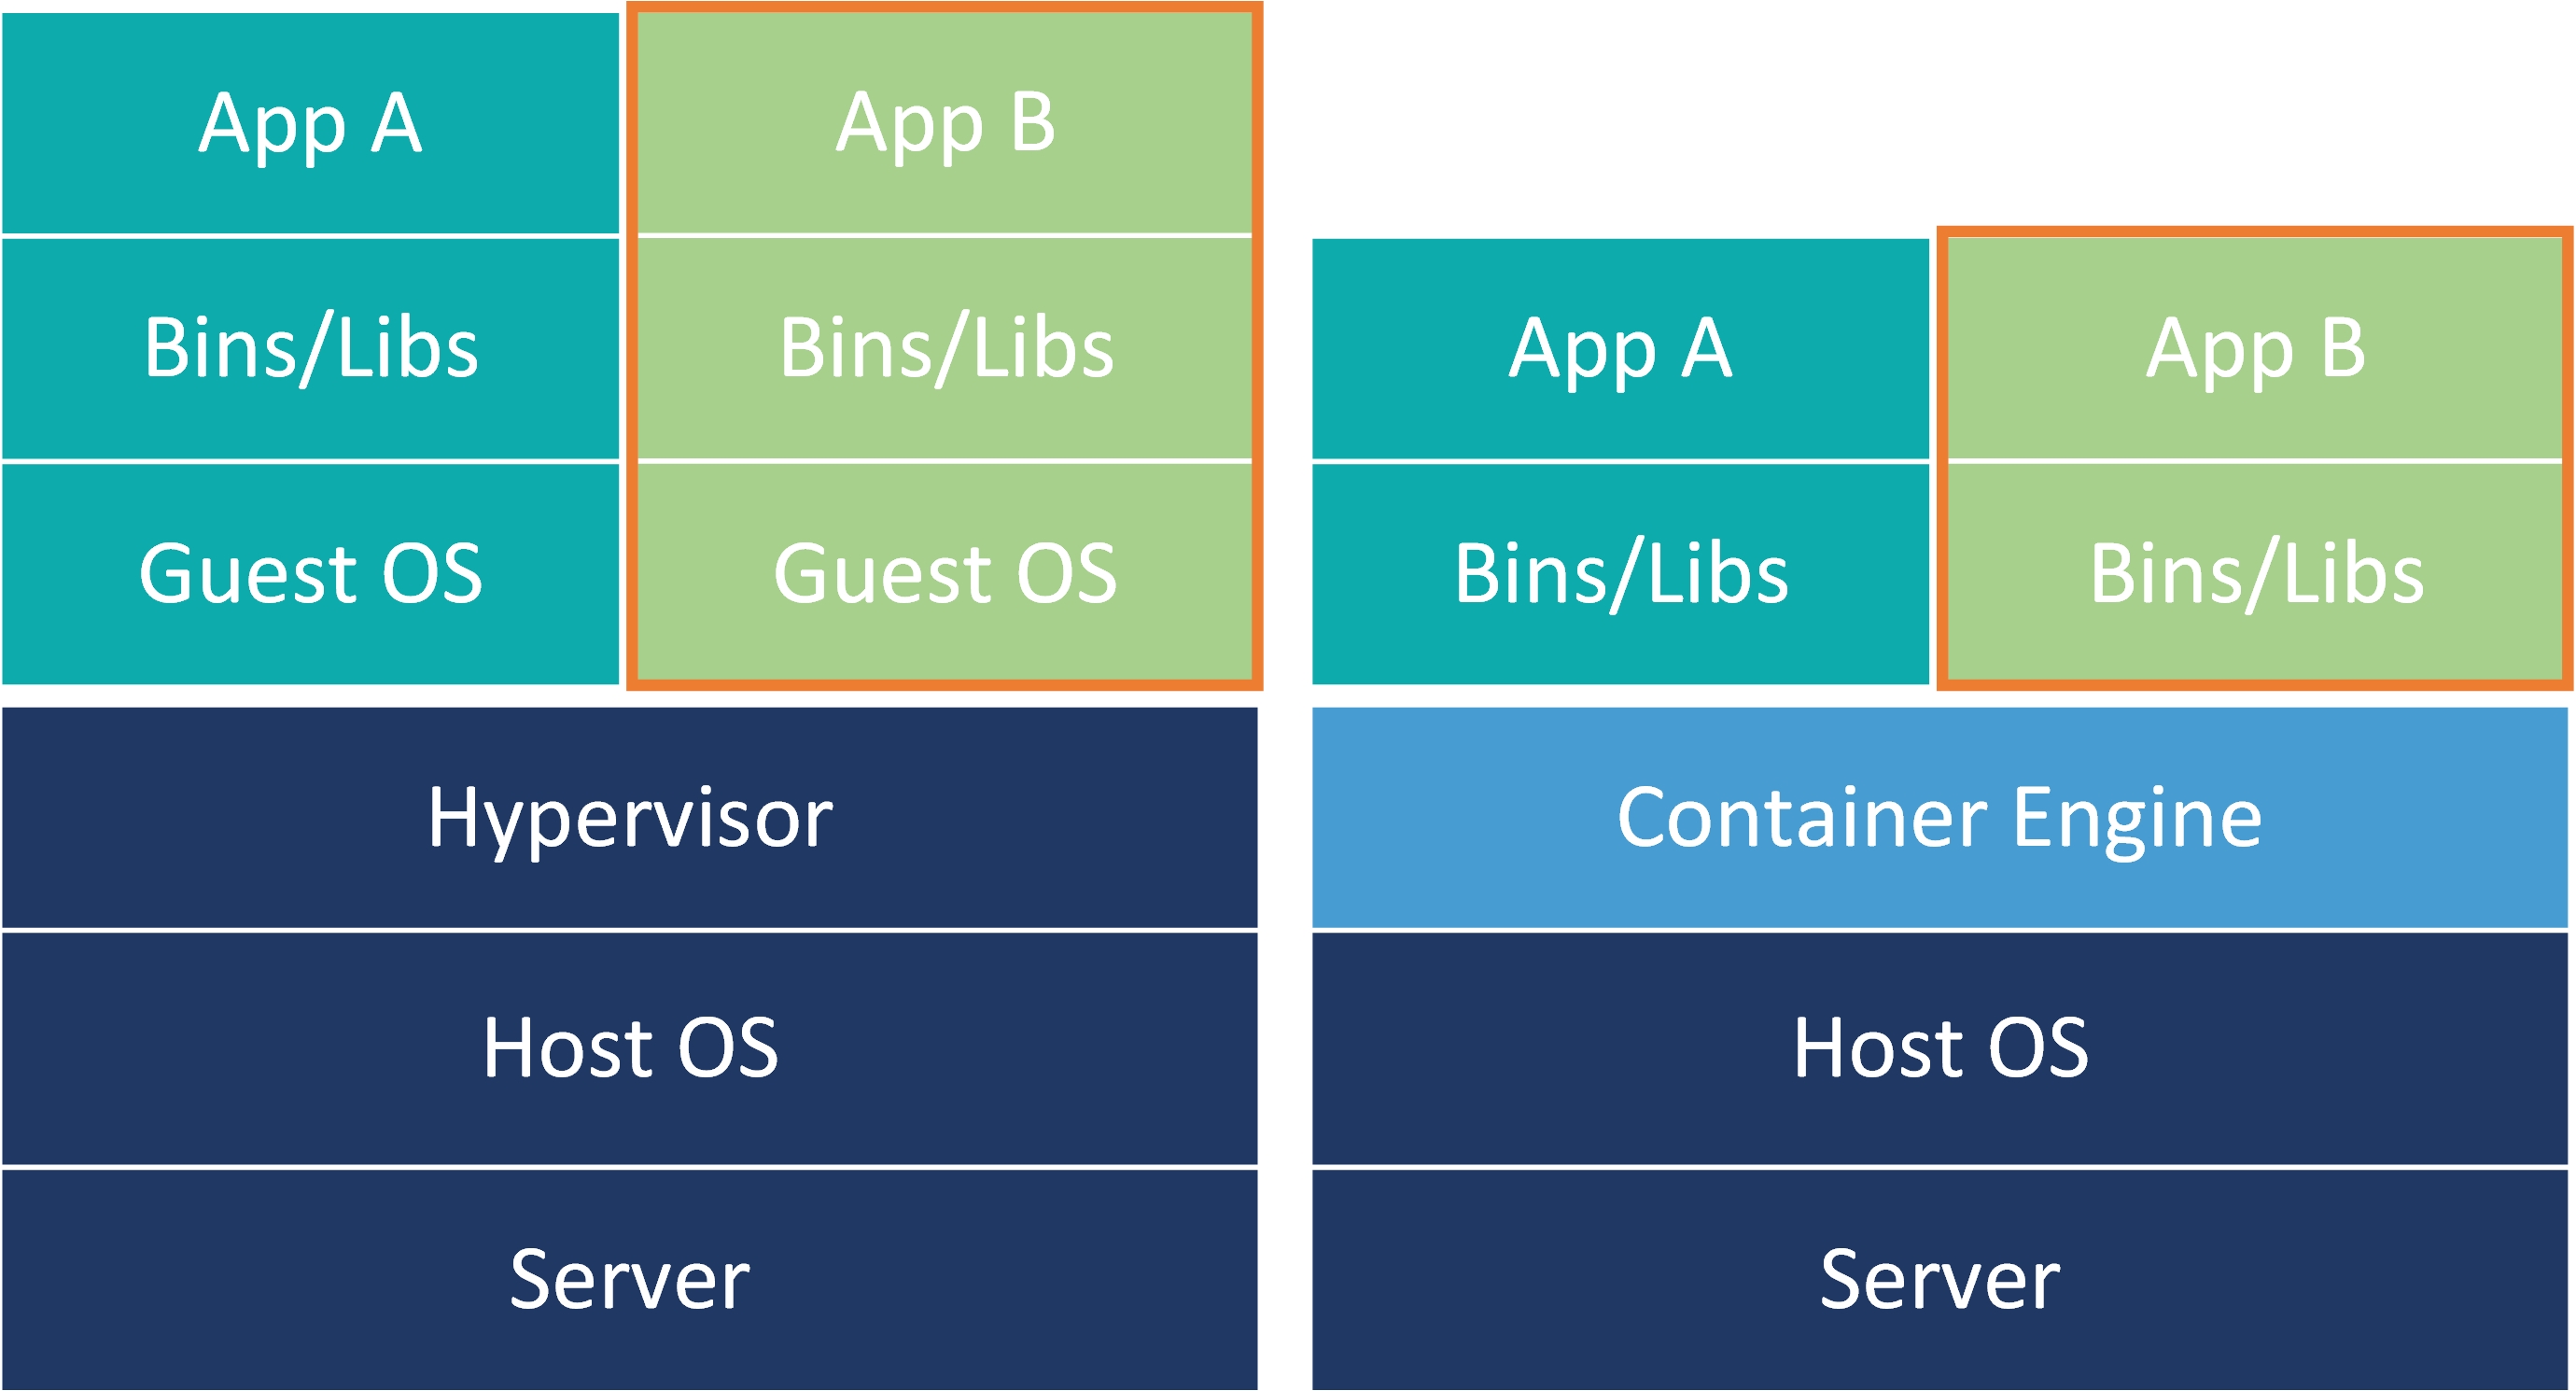 App A
App B
Bins/Libs
Bins/Libs
Guest OS
Guest OS
Hypervisor
Host OS
Server
App A
App B
Bins/Libs
Bins/Libs
Container Engine
Host OS
Server